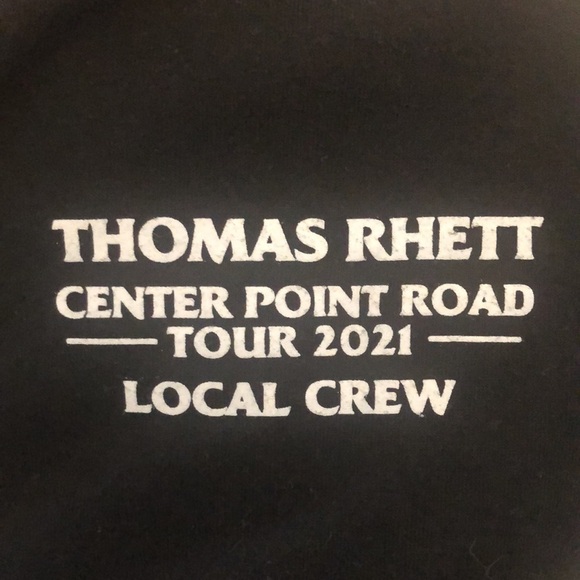 THOMAS RHETT
CENTER POINT ROAD
TOUR 2021
LOCAL CREW